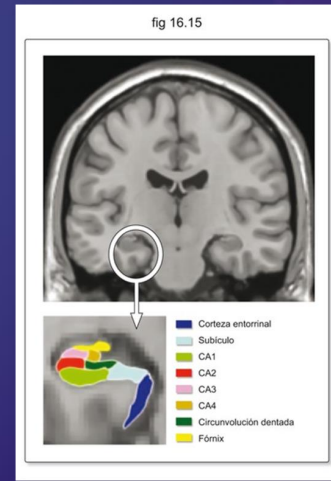 fig 16.15
Corteza entorrinal
Subículo
CA1
CA2
CA3
CA4
Circunvolución dentada
Fórnix